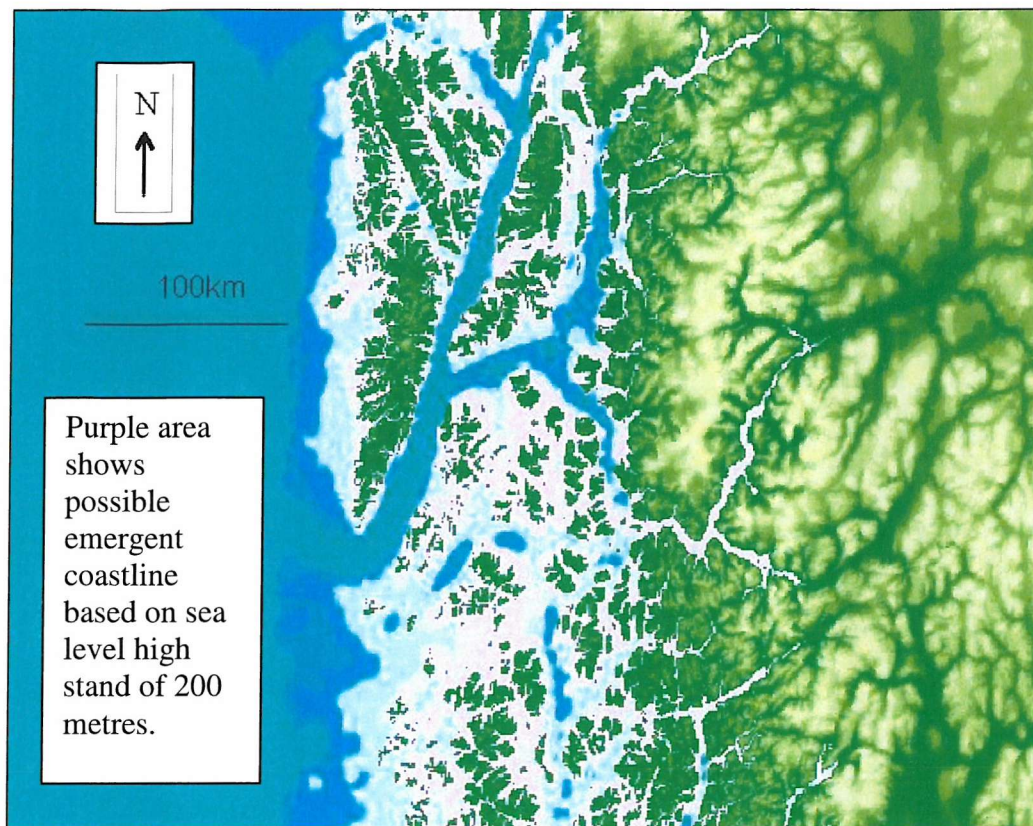 N
100km
Purple area
shows
possible
emergent
coastline
based on sea
level high
stand of 200
metres.